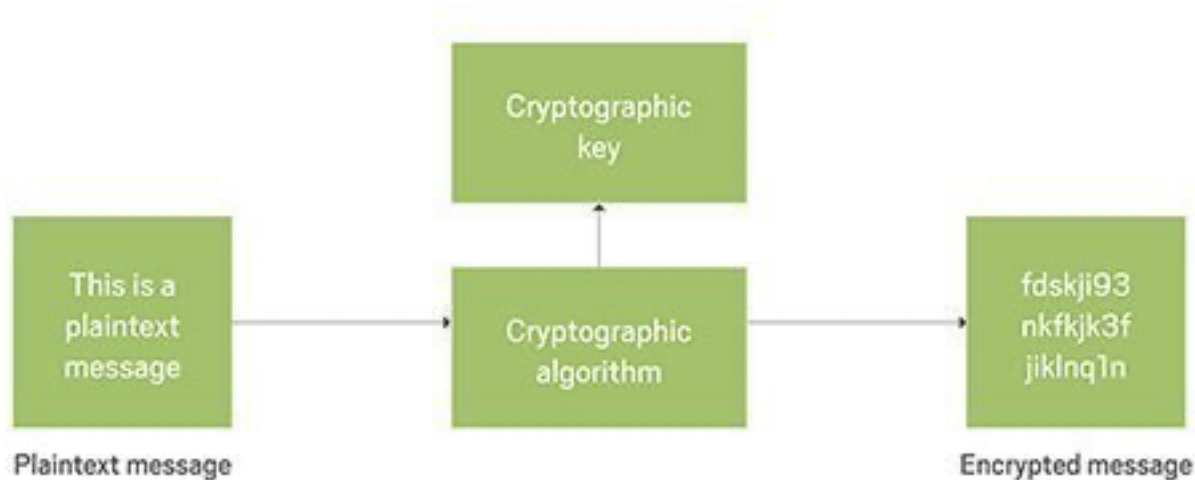 Cryptographic
key
This is a
plaintext
message
Cryptographic
algorithm
fdskji93
nkfkjk3f
jiklnq1n
Plaintext message
Encrypted message